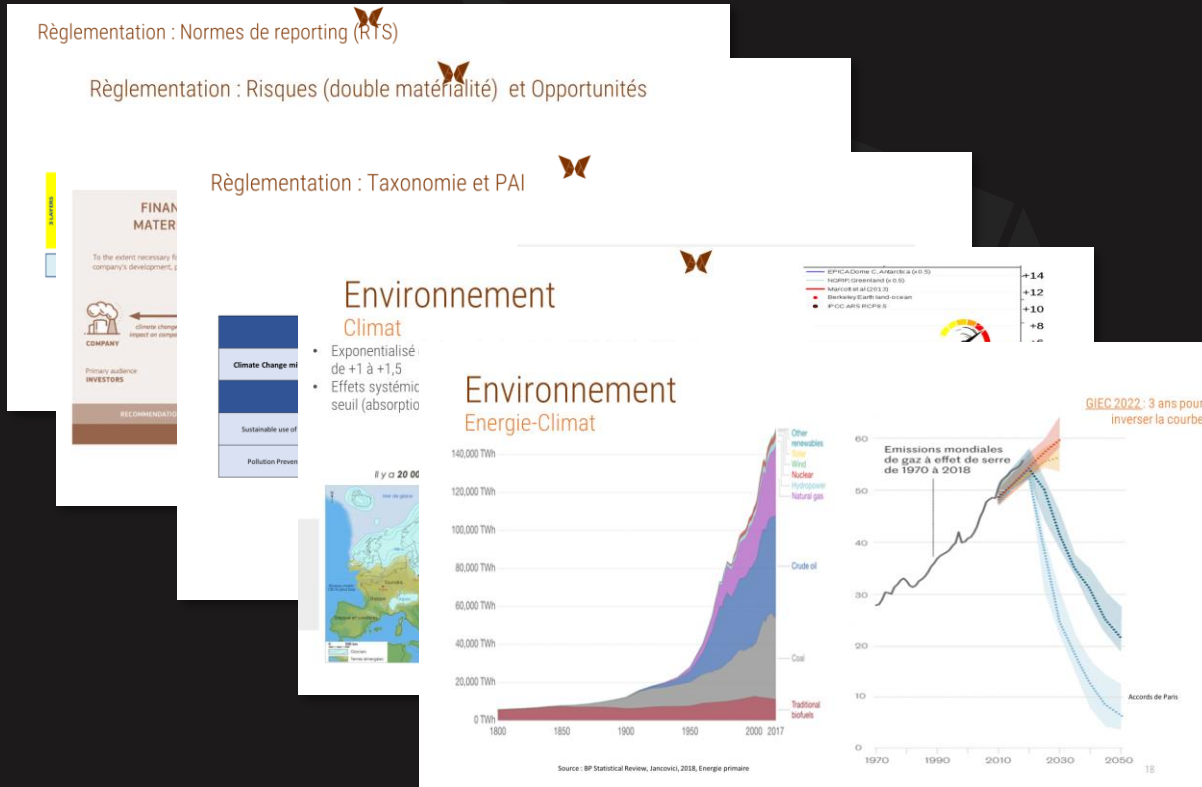 Règlementation : Normes de reporting (RTS)
Règlementation : Risques (double matérialité) et Opportunités
3 LAYERS
FINAN
MATER
To the extent necessary fo
company's development, p
climate change
impact on compa
COMPANY
Primary audience
INVESTORS
RECOMMENDATIO
Règlementation : Taxonomie et PAI
Climate Change mi
Sustainable use of
Pollution Preven
Environnement
Climat
• Exponentialisé
de +1 à +1,5
• Effets systémic
seuil (absorptio
Il y a 20 00
Mer de glace
EPICA Dome C, Antarctica (x 0.5)
NGRIP, Greenland (x 0.5)
Marcott et al (2013)
Berkeley Earth land-ocean
IPCC AR5 RCP8.5
+14
+12
+10
+8
Environnement
Energie-Climat
140,000 TWh
120,000 TWh
100,000 TWh
80,000 TWh
60,000 TWh
40,000 TWh
20,000 TWh
0 TWh
1800
1850
1900
1950
2000
2017
Other
renewables
Solar
Wind
Nuclear
Hydropower
Natural gas
Crude oil
Coal
Traditional
biofuels
Source : BP Statistical Review, Jancovici, 2018, Energie primaire
GIEC 2022 : 3 ans pour
inverser la courbe
Emissions mondiales
de gaz à effet de serre
de 1970 à 2018
60
50
40
30
20
10
0
1970
1990
2010
2030
2050
Accords de Paris
18